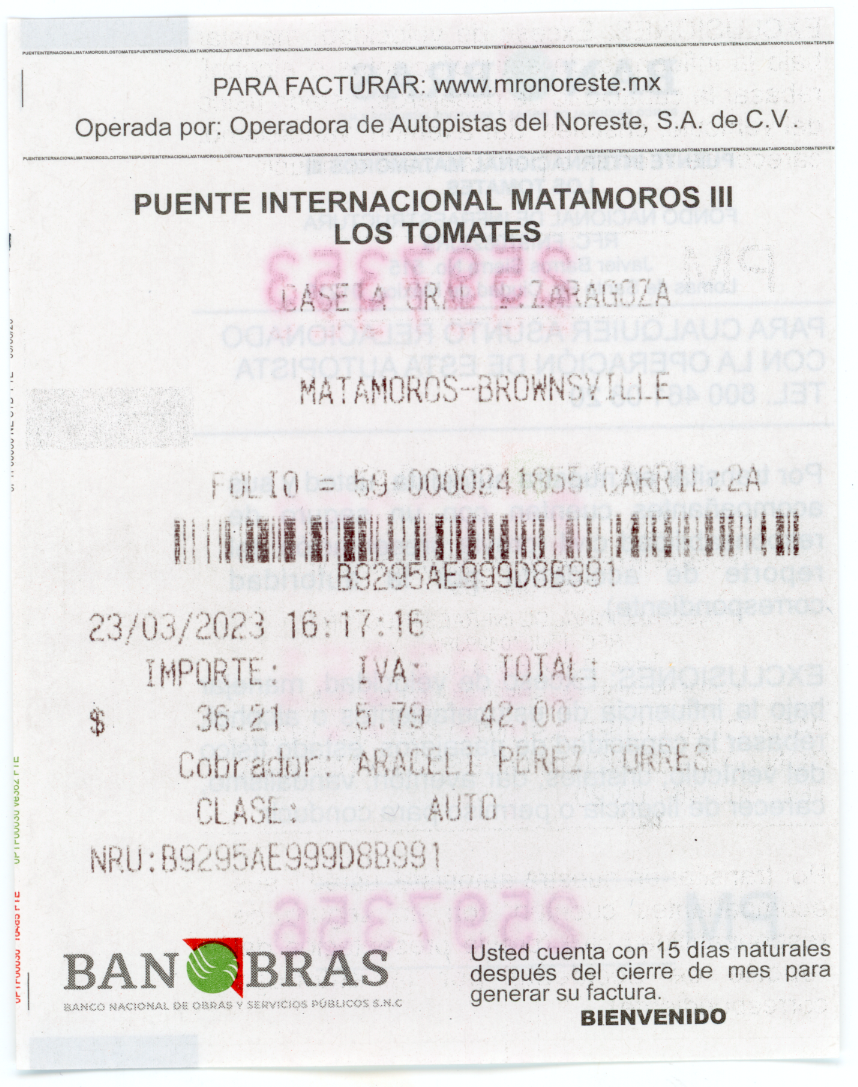 PARA FACTURAR: www.mronoreste.mx
Operada por: Operadora de Autopistas del Noreste, S.A. de C.V.
PUENTE INTERNACIONAL MATAMOROS III
LOS TOMATES
CASETA GRAL I.ZARAGOZA
MATAMOROS-BROWNSVILLE
FOLIO = 59-0000241855 CARRIL:2A
B9295AE999D8B991
23/03/2023 16:17:16
IMPORTE: IVA: TOTAL:
$ 36.21 5.79 42.00
Cobrador: ARACELI PEREZ TORRES
CLASE: AUTO
NRU:B9295AE999D8B991
BANOBRAS
BANCO NACIONAL DE OBRAS Y SERVICIOS PÚBLICOS S.N.C
Usted cuenta con 15 días naturales
después del cierre de mes para
generar su factura.
BIENVENIDO